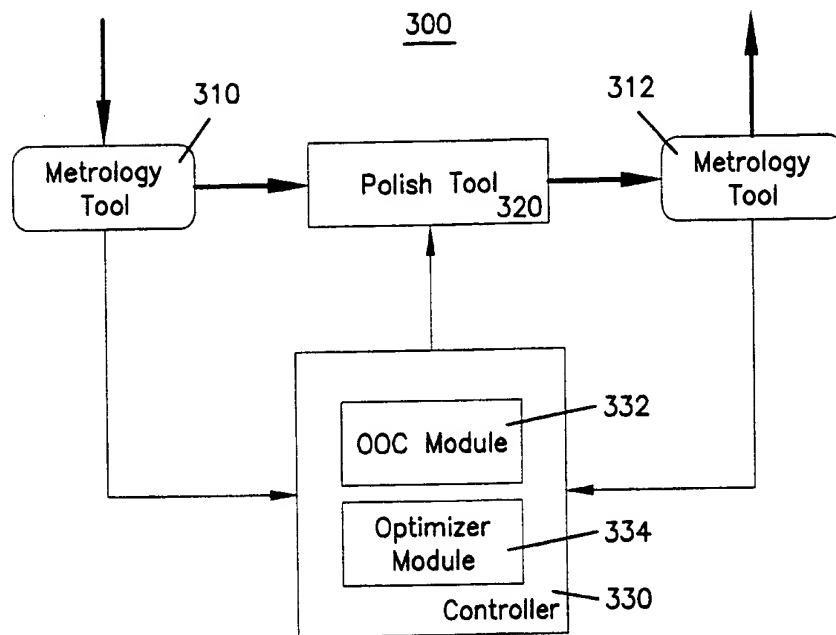 300
310
Metrology
Tool
Polish Tool
320
312
Metrology
Tool
OOC Module
332
Optimizer
Module
334
Controller
330